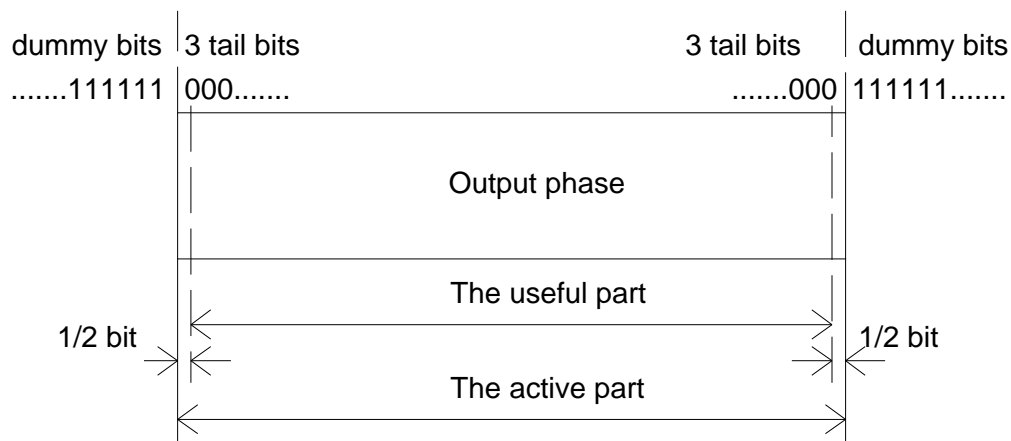 dummy bits 3 tail bits 3 tail bits dummy bits
.......111111 000....... .......000 111111.......
Output phase
The useful part
1/2 bit 1/2 bit
The active part